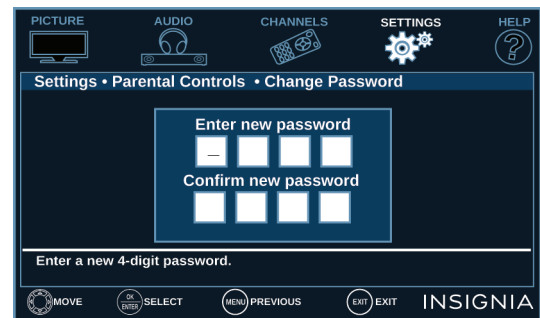 PICTURE AUDIO CHANNELS SETTINGS HELP
Settings • Parental Controls • Change Password
Enter new password
_
Confirm new password
Enter a new 4-digit password.
MOVE OK ENTER SELECT MENU PREVIOUS EXIT EXIT INSIGNIA